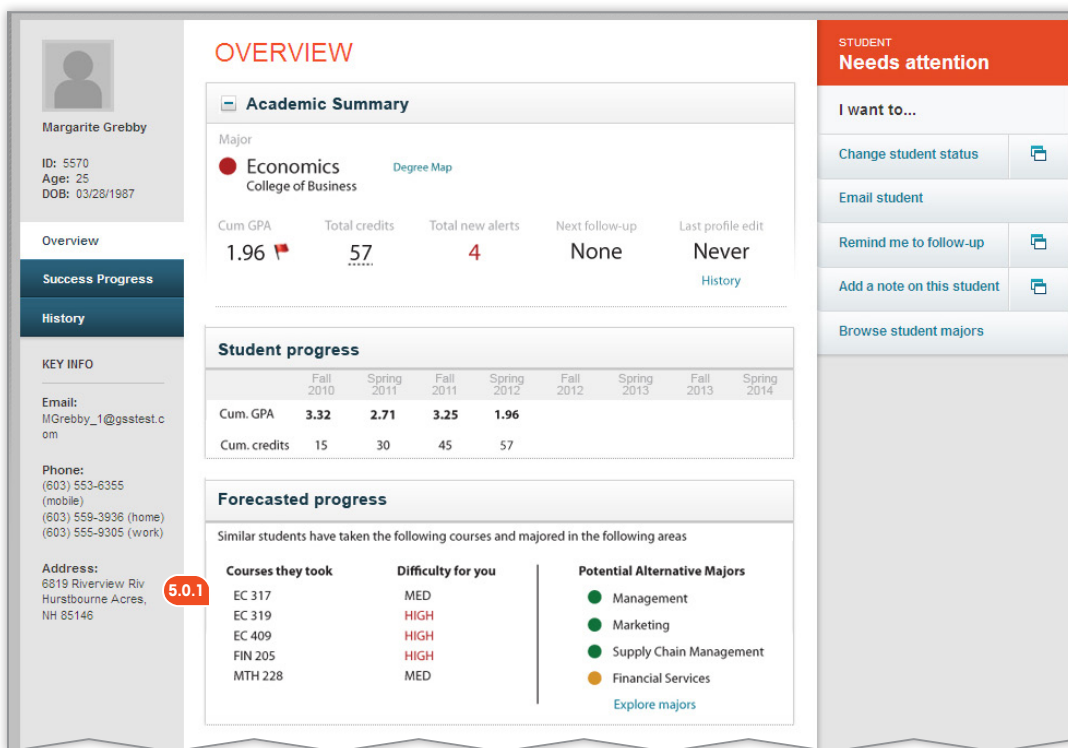 Margarite Grebby
ID: 5570
Age: 25
DOB: 03/28/1987
Overview
Success Progress
History
KEY INFO
Email:
MGrebby_1@gsstest.c
om
Phone:
(603) 553-6355
(mobile)
(603) 559-3936 (home)
(603) 555-9305 (work)
Address:
6819 Riverview Riv
Hurstbourne Acres,
NH 85146
5.0.1
OVERVIEW
Academic Summary
Major
Economics Degree Map
College of Business
Cum GPA Total credits Total new alerts Next follow-up Last profile edit
1.96 57 4 None Never
History
Student progress
Fall Spring Fall Spring Fall Spring Fall Spring
2010 2011 2011 2012 2012 2013 2013 2014
Cum. GPA 3.32 2.71 3.25 1.96
Cum. credits 15 30 45 57
Forecasted progress
Similar students have taken the following courses and majored in the following areas
Courses they took Difficulty for you
EC 317 MED
EC 319 HIGH
EC 409 HIGH
FIN 205 HIGH
MTH 228 MED
Potential Alternative Majors
Management
Marketing
Supply Chain Management
Financial Services
Explore majors
STUDENT
Needs attention
I want to...
Change student status
Email student
Remind me to follow-up
Add a note on this student
Browse student majors